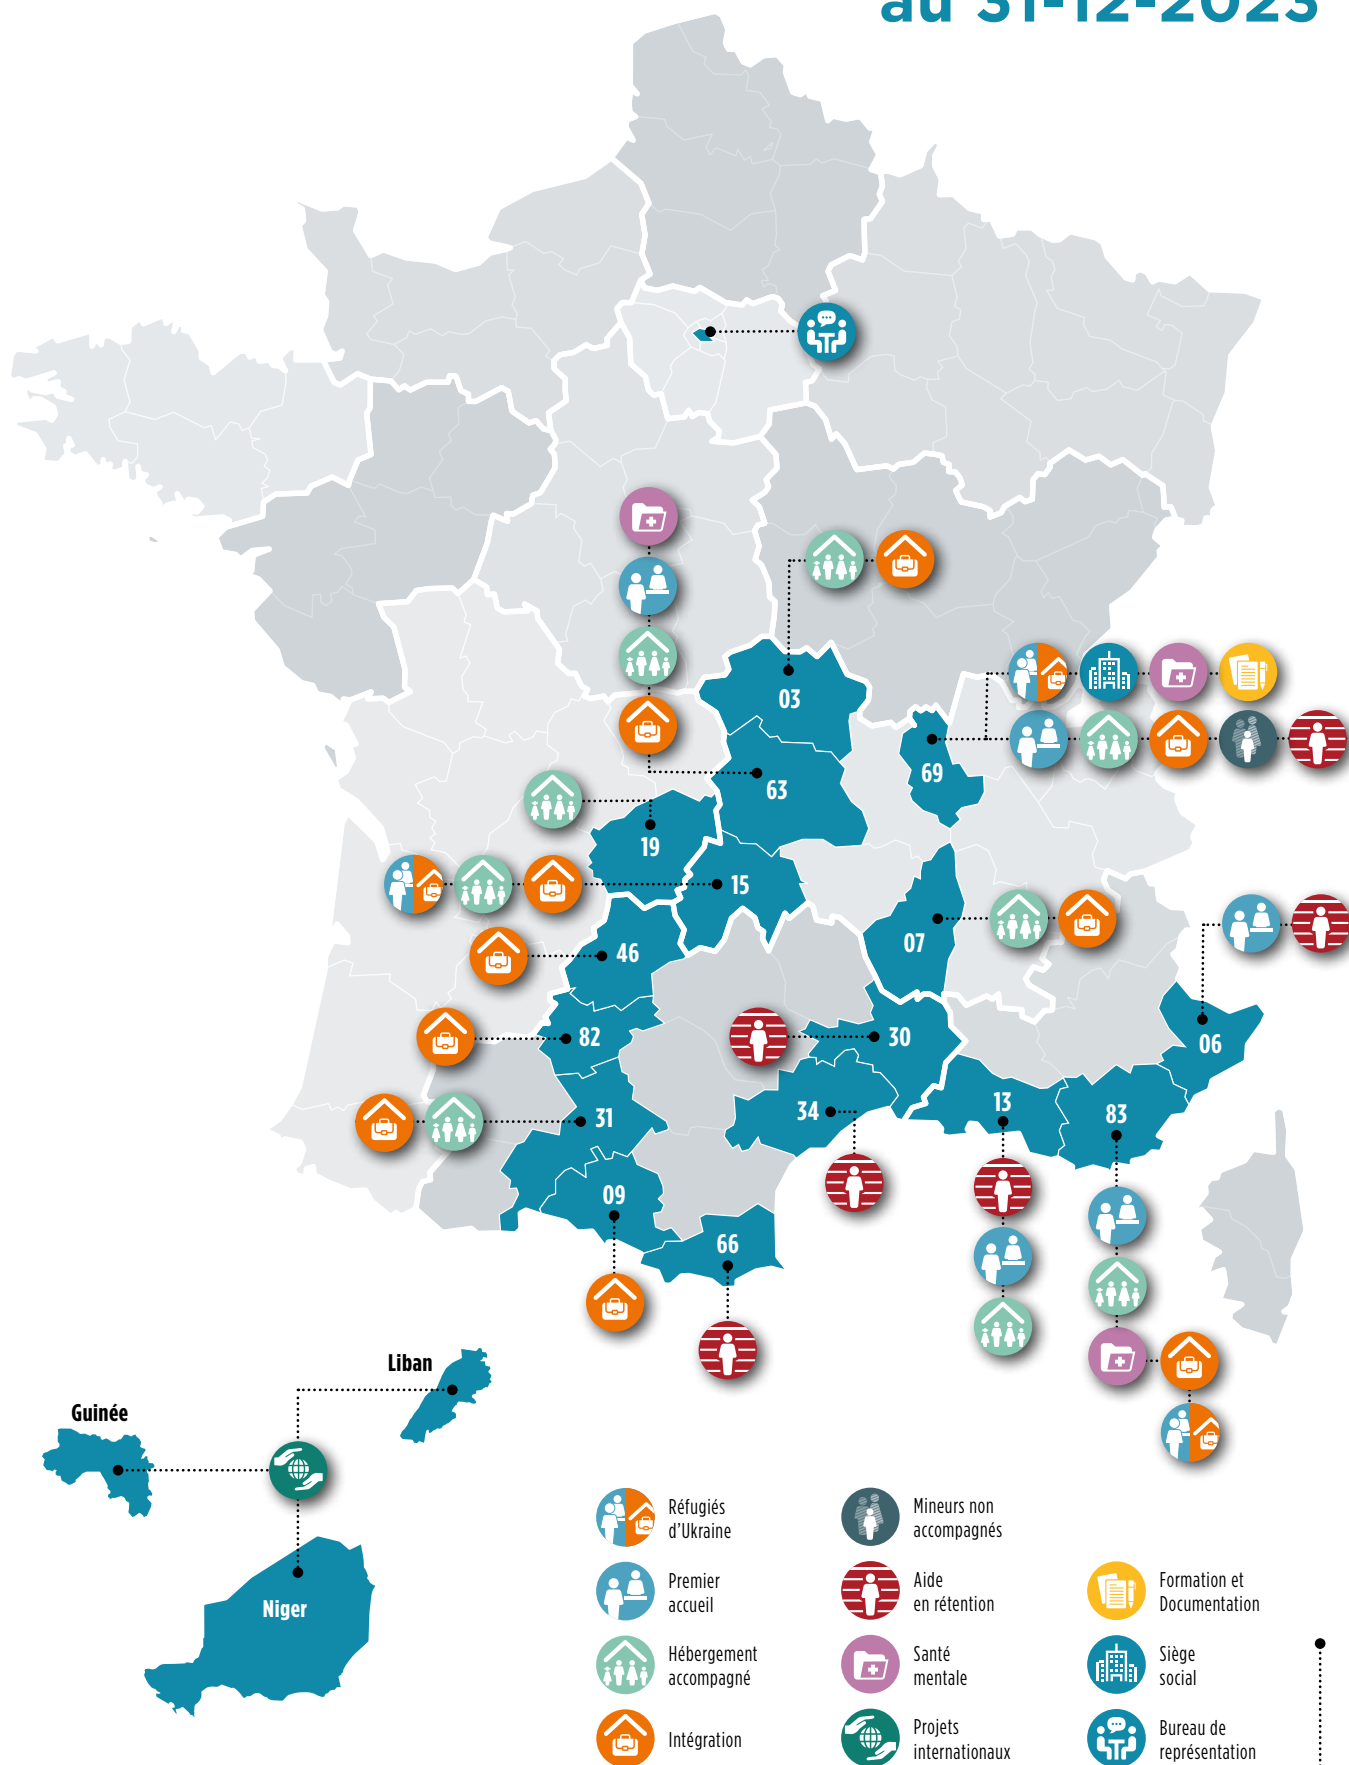 au 31-12-2023
03
69
63
19
15
07
46
06
82
30
13
34
83
31
09
66
Liban
Guinée
Niger
Réfugiés
d'Ukraine
Premier
accueil
Hébergement
accompagné
Intégration
Mineurs non
accompagnés
Aide
en rétention
Santé
mentale
Projets
internationaux
Formation et
Documentation
Siège
social
Bureau de
représentation